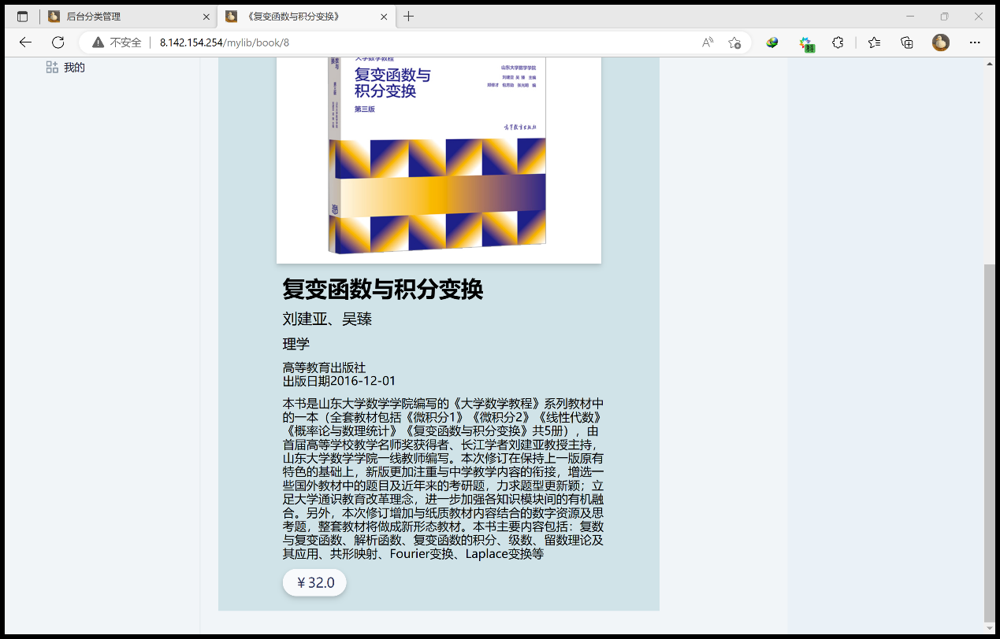 后台分类管理
《复变函数与积分变换》
不安全
8.142.154.254/mylib/book/8
科
我的
大学数学教程
复变函数与
积分变换
第三版
山东大学数学学院
刘建亚 吴臻 主编
高等教育出版社
复变函数与积分变换
刘建亚、吴臻
理学
高等教育出版社
出版日期2016-12-01
本书是山东大学数学学院编写的《大学数学教程》系列教材中
的一本（全套教材包括《微积分1》《微积分2》《线性代数》
《概率论与数理统计》《复变函数与积分变换》共5册），由
首届高等学校教学名师奖获得者、长江学者刘建亚教授主持，
山东大学数学学院一线教师编写。本次修订在保持上一版原有
特色的基础上，新版更加注重与中学教学内容的衔接，增选一
些国外教材中的题目及近年来的考研题，力求题型更新颖；立
足大学通识教育改革理念，进一步加强各知识模块间的有机融
合。另外，本次修订增加与纸质教材内容结合的数字资源及思
考题，整套教材将做成新形态教材。本书主要内容包括：复数
与复变函数、解析函数、复变函数的积分、级数、留数理论及
其应用、共形映射、Fourier变换、Laplace变换等
¥ 32.0